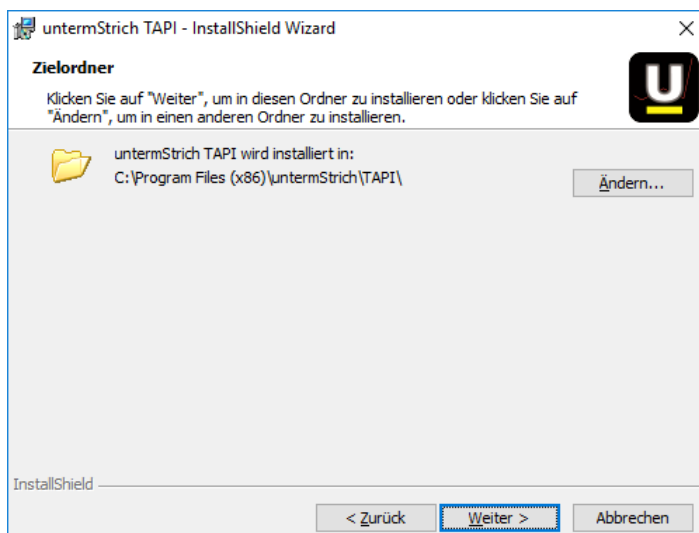 untermStrich TAPI - InstallShield Wizard
Zielordner
Klicken Sie auf "Weiter", um in diesen Ordner zu installieren oder klicken Sie auf
"Ändern", um in einen anderen Ordner zu installieren.
U
untermStrich TAPI wird installiert in:
C:\Program Files (x86)\untermStrich\TAPI\
Ändern...
InstallShield
< Zurück
Weiter >
Abbrechen